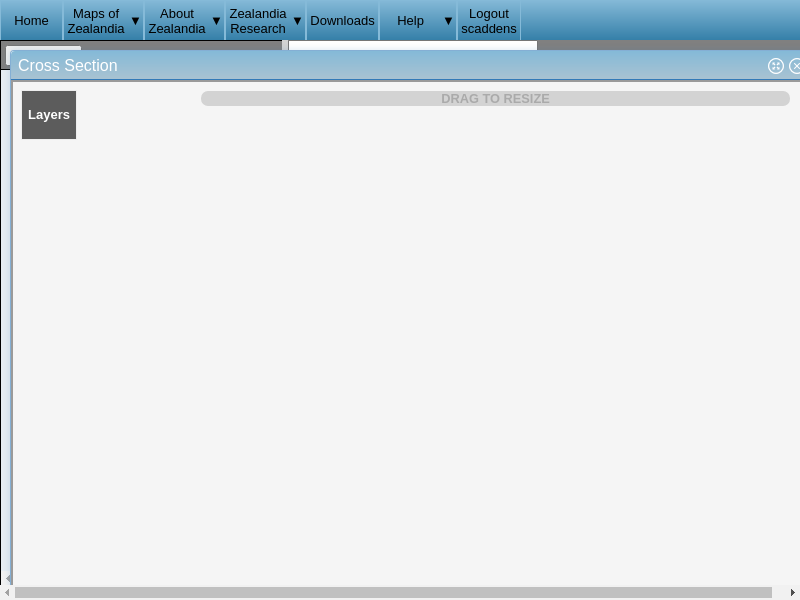 Home
Maps of
Zealandia
▼
About
Zealandia
▼
Zealandia
Research
▼
Downloads
Help
▼
Logout
scaddens
Cross Section
Layers
DRAG TO RESIZE